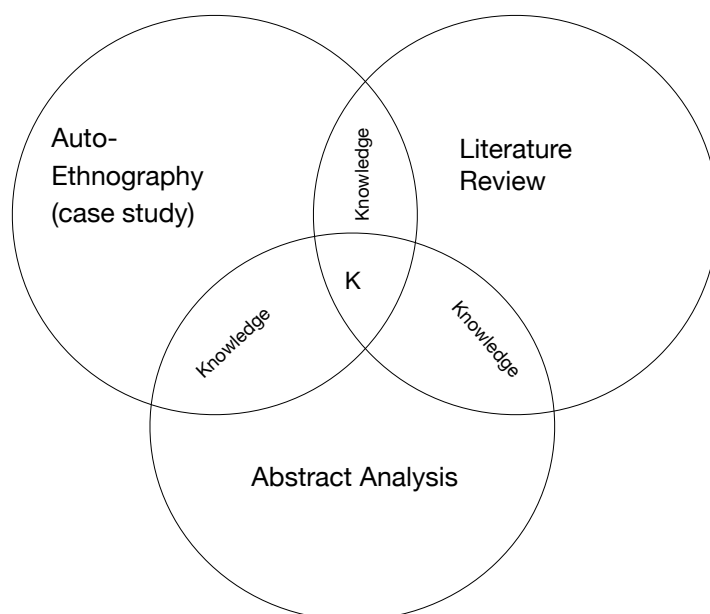 Auto-
Ethnography
(case study)
Knowledge
Literature
Review
K
Knowledge
Knowledge
Abstract Analysis